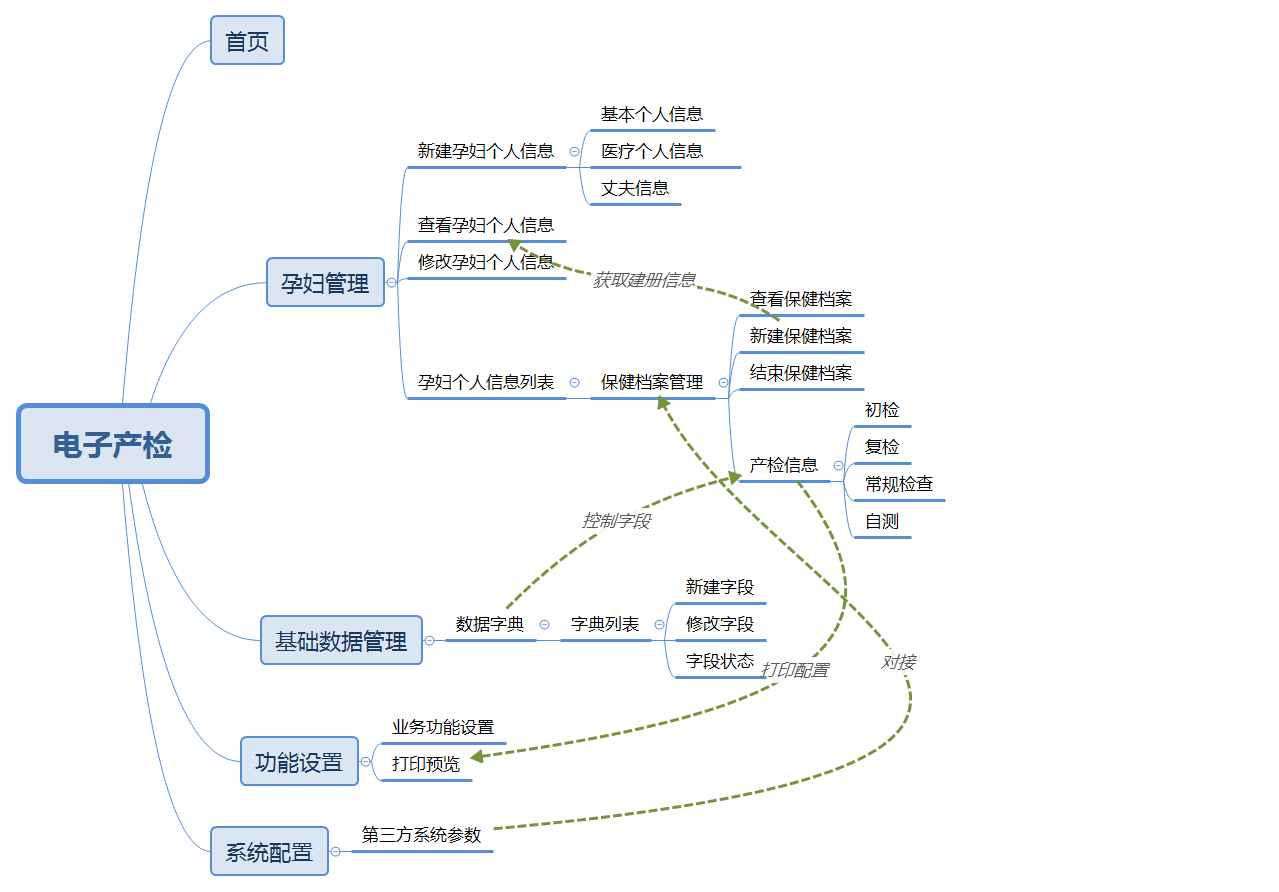 首页
基本个人信息
新建孕妇个人信息
医疗个人信息
丈夫信息
查看孕妇个人信息
修改孕妇个人信息
孕妇管理
获取建册信息
查看保健档案
新建保健档案
结束保健档案
孕妇个人信息列表
保健档案管理
初检
复检
产检信息
常规检查
自测
电子产检
控制字段
新建字段
数据字典
字典列表
修改字段
字段状态
基础数据管理
打印配置
对接
业务功能设置
功能设置
打印预览
第三方系统参数
系统配置